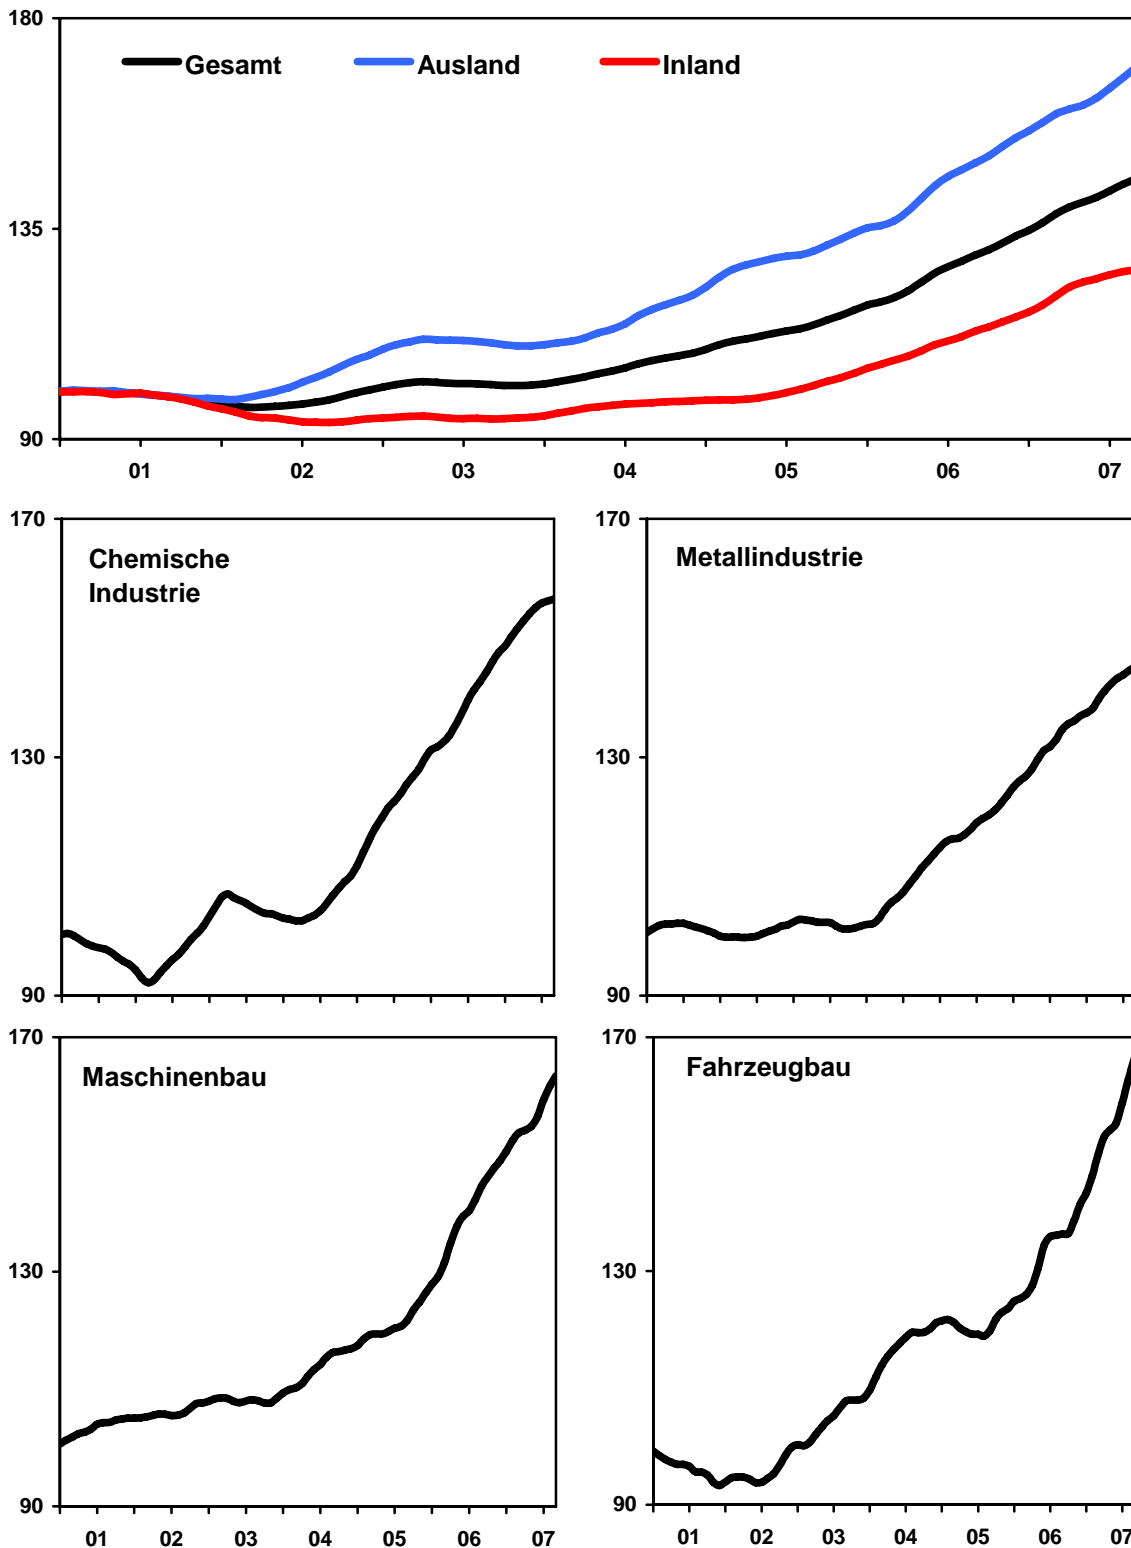 180
Gesamt Ausland Inland
135
90
01 02 03 04 05 06 07
170 170
Chemische
Industrie
Metallindustrie
130 130
90 90
170 170
Maschinenbau
Fahrzeugbau
130 130
90 90
01 02 03 04 05 06 07
01 02 03 04 05 06 07